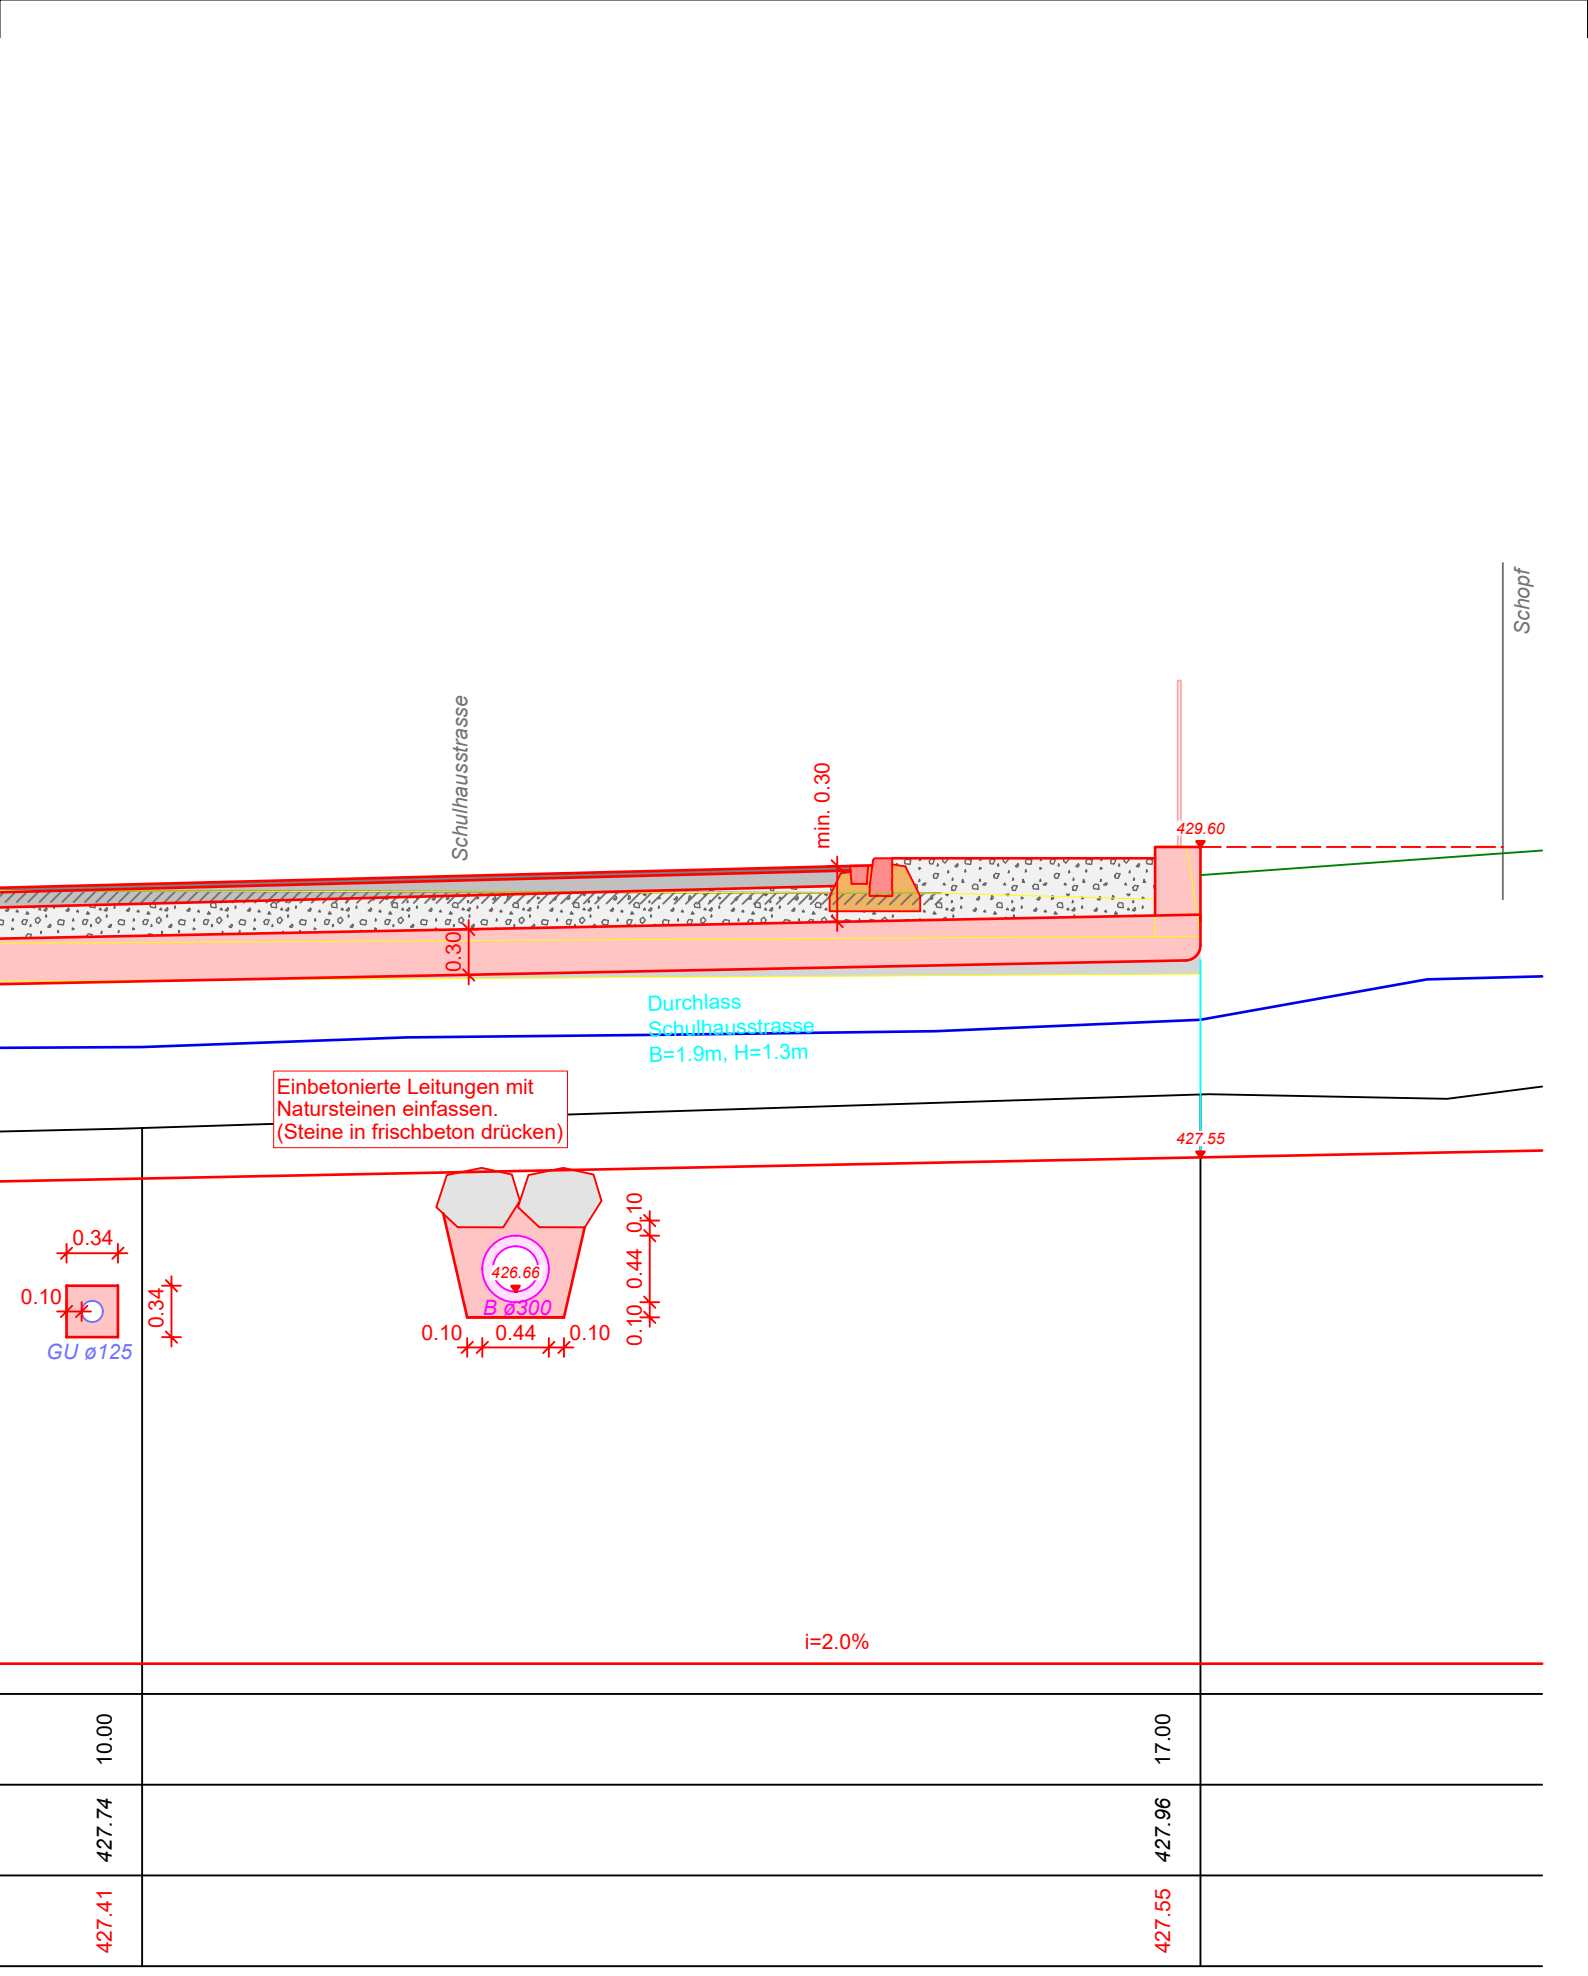 Schopf
Schulhausstrasse
min. 0.30
429.60
0.30
Durchlass
Schulhausstrasse
B=1.9m, H=1.3m
Einbetonierte Leitungen mit
Natursteinen einfassen.
(Steine in frischbeton drücken)
427.55
0.34
0.10
0.34
GU ø125
426.66
B ø300
0.10
0.44
0.10
0.10
0.44
0.10
i=2.0%
10.00
17.00
427.74
427.96
427.41
427.55